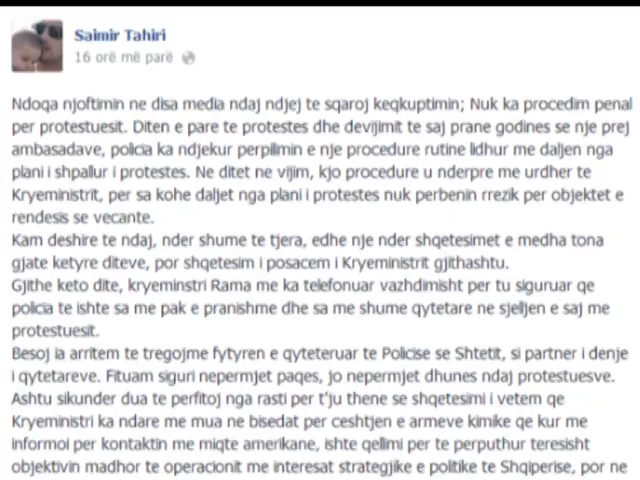 Saimir Tahiri
16 orë më parë
Ndoqa njoftimin ne disa media ndaj ndjej te sqaroj keqkuptimin; Nuk ka procedim penal
per protestuesit. Diten e pare te protestes dhe devijimit te saj prane godines se nje prej
ambasadave, policia ka ndjekur perpilimin e nje procedure rutine lidhur me daljen nga
plani i shpallur i protestes. Ne ditet ne vijim, kjo procedure u nderpre me urdher te
Kryeministrit, per sa kohe daljet nga plani i protestes nuk perbenin rrezik per objektet e
rendesis se vecante.
Kam deshire te ndaj, nder shume te tjera, edhe nje nder shqetesimet e medha tona
gjate ketyre diteve, por shqetesim i posacem i Kryeministrit gjithashtu.
Gjithe keto dite, kryeminstri Rama me ka telefonuar vazhdimisht per tu siguruar qe
policia te ishte sa me pak e pranishme dhe sa me shume qytetare ne sjelljen e saj me
protestuesit.
Besoj ia arritem te tregojme fytyren e qyteteruar te Policise se Shtetit, si partner i denje
i qytetareve. Fituam siguri nepermjet paqes, jo nepermjet dhunes ndaj protestuesve.
Ashtu sikunder dua te perfitoj nga rasti per t'ju thene se shqetesimi i vetem qe
Kryeministri ka ndare me mua ne bisedat per ceshtjen e armeve kimike qe kur me
informoi per kontaktin me miqte amerikane, ishte qellimi per te perputhur teresisht
objektivin madhor te operacionit me interesat strategjike e politike te Shqiperise, por ne